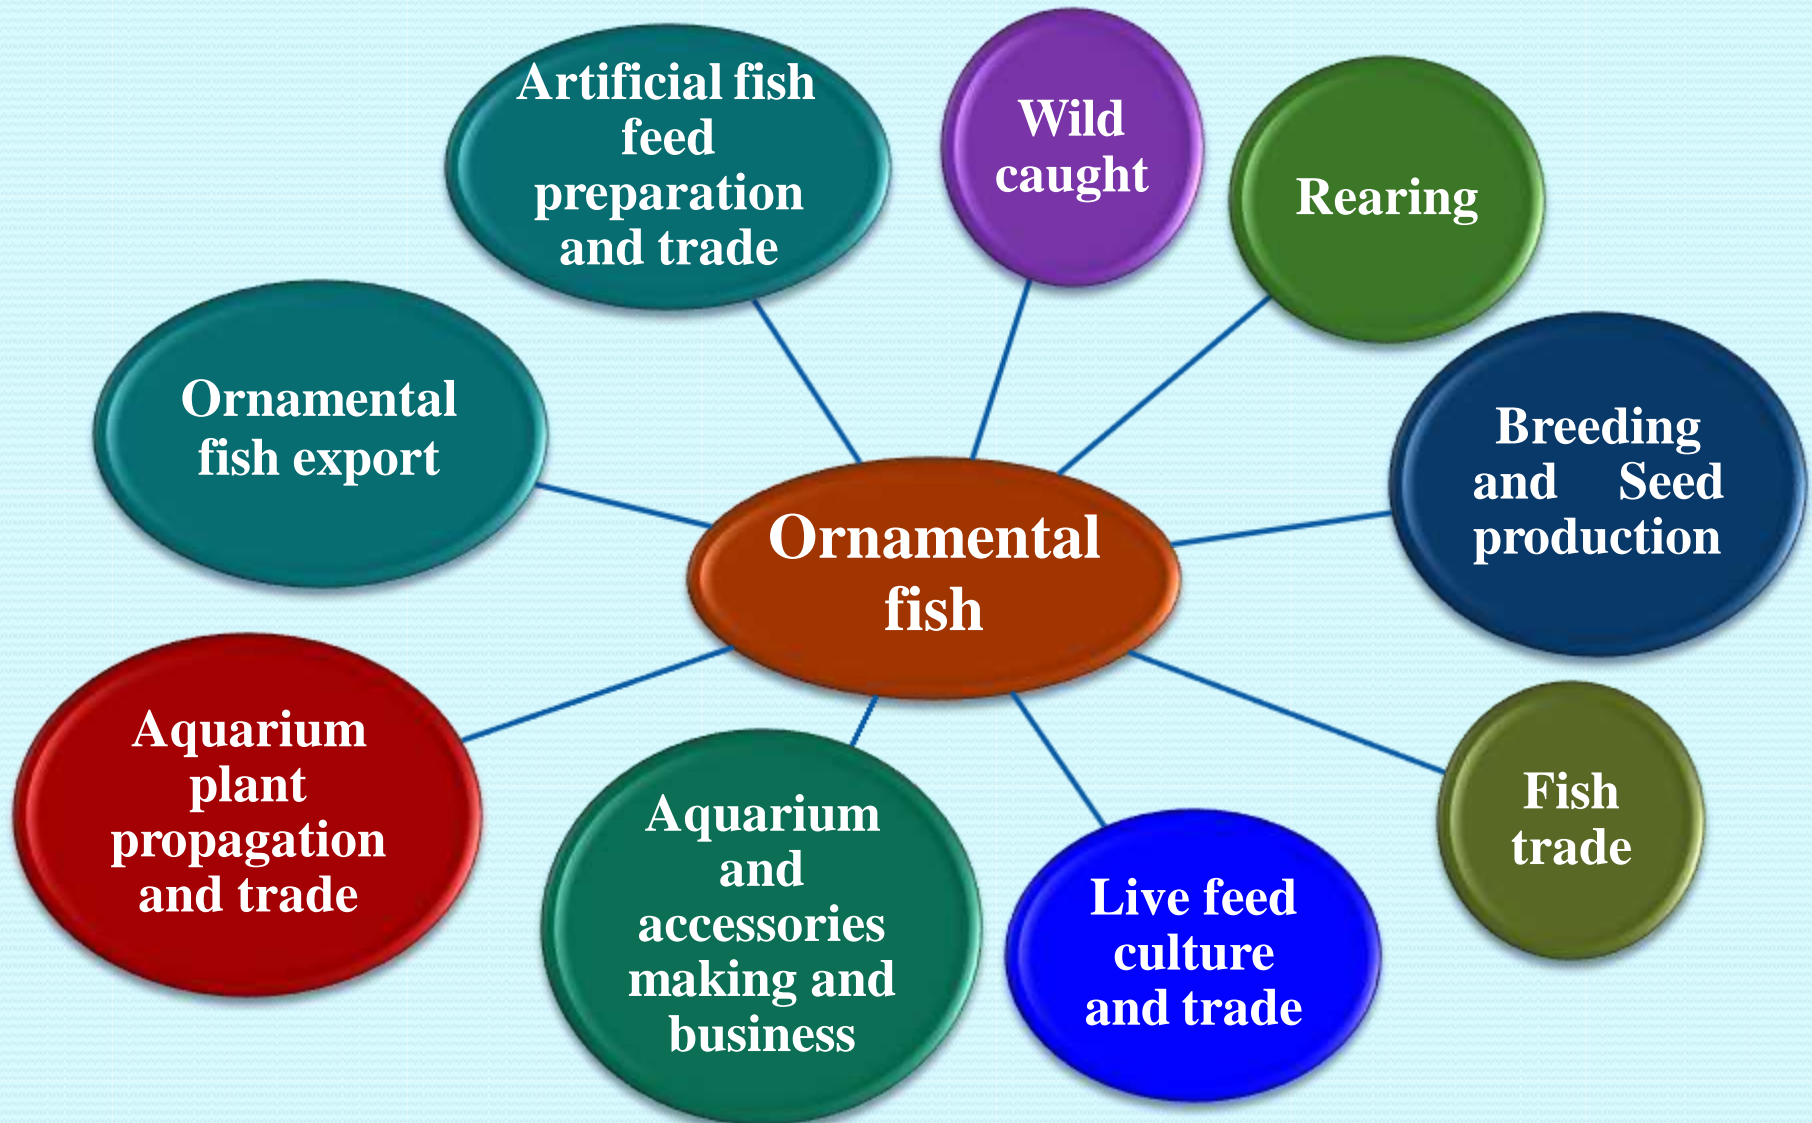 Artificial fish
feed
preparation
and trade
Wild
caught
Rearing
Ornamental
fish export
Breeding
and Seed
production
Ornamental
fish
Aquarium
plant
propagation
and trade
Aquarium
and
accessories
making and
business
Live feed
culture
and trade
Fish
trade